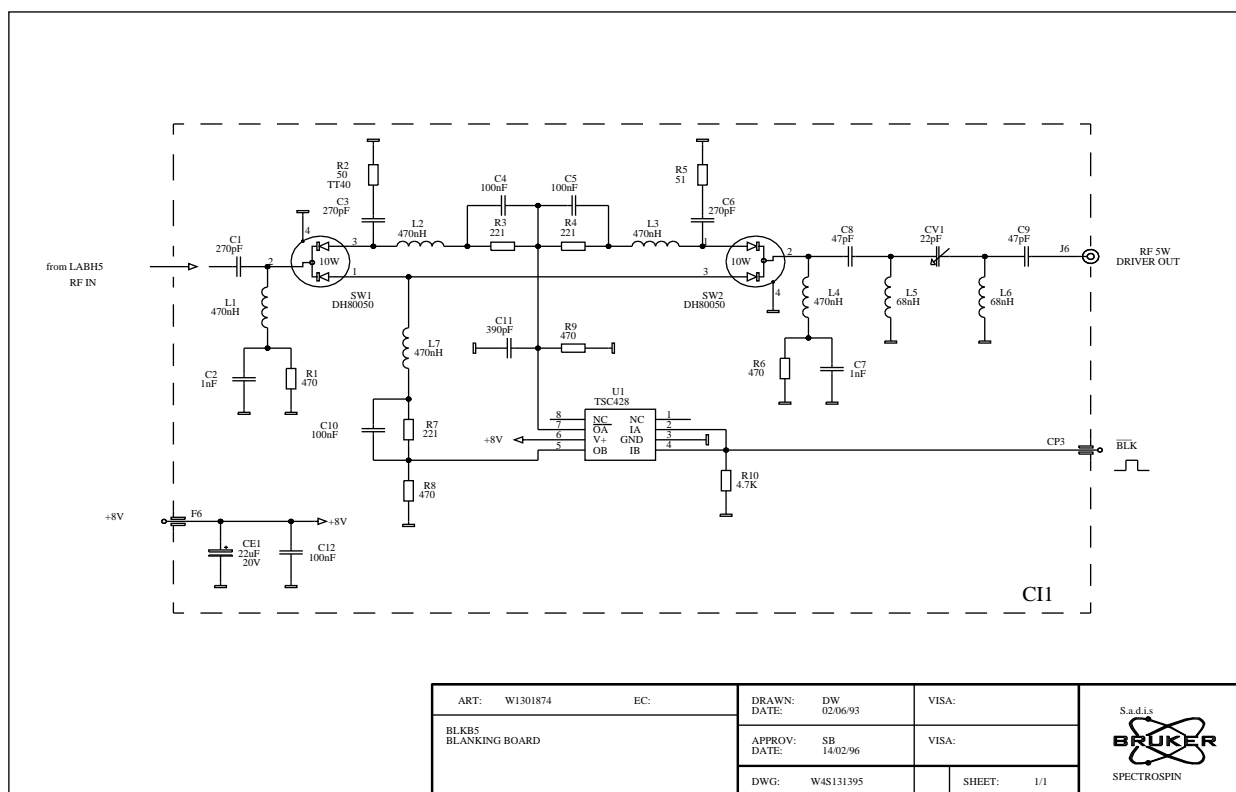 R2
50
TT40
C3
270pF
4
C1
270pF
2
from LABH5
RF IN
10W
3
1
SW1
DH80050
L1
470nH
C2
1nF
R1
470
L2
470nH
C4
100nF
C5
100nF
R3
221
R4
221
L3
470nH
R5
51
C6
270pF
1
3
10W
2
4
SW2
DH80050
C8
47pF
CV1
22pF
C9
47pF
J6
RF 5W
DRIVER OUT
L4
470nH
L5
68nH
L6
68nH
R6
470
C7
1nF
L7
470nH
C11
390pF
R9
470
C10
100nF
R7
221
R8
470
U1
TSC428
8 NC NC 1
7 OA IA 2
6 V+ GND 3
5 OB IB 4
+8V
R10
4.7K
CP3
BLK
+8V
F6
+8V
+
CE1
22uF
20V
C12
100nF
CI1
ART: W1301874 EC:
BLKB5
BLANKING BOARD
DRAWN: DW
DATE: 02/06/93
VISA:
APPROV: SB
DATE: 14/02/96
VISA:
DWG: W4S131395
SHEET: 1/1
S.a.d.i.s
BRUKER
SPECTROSPIN